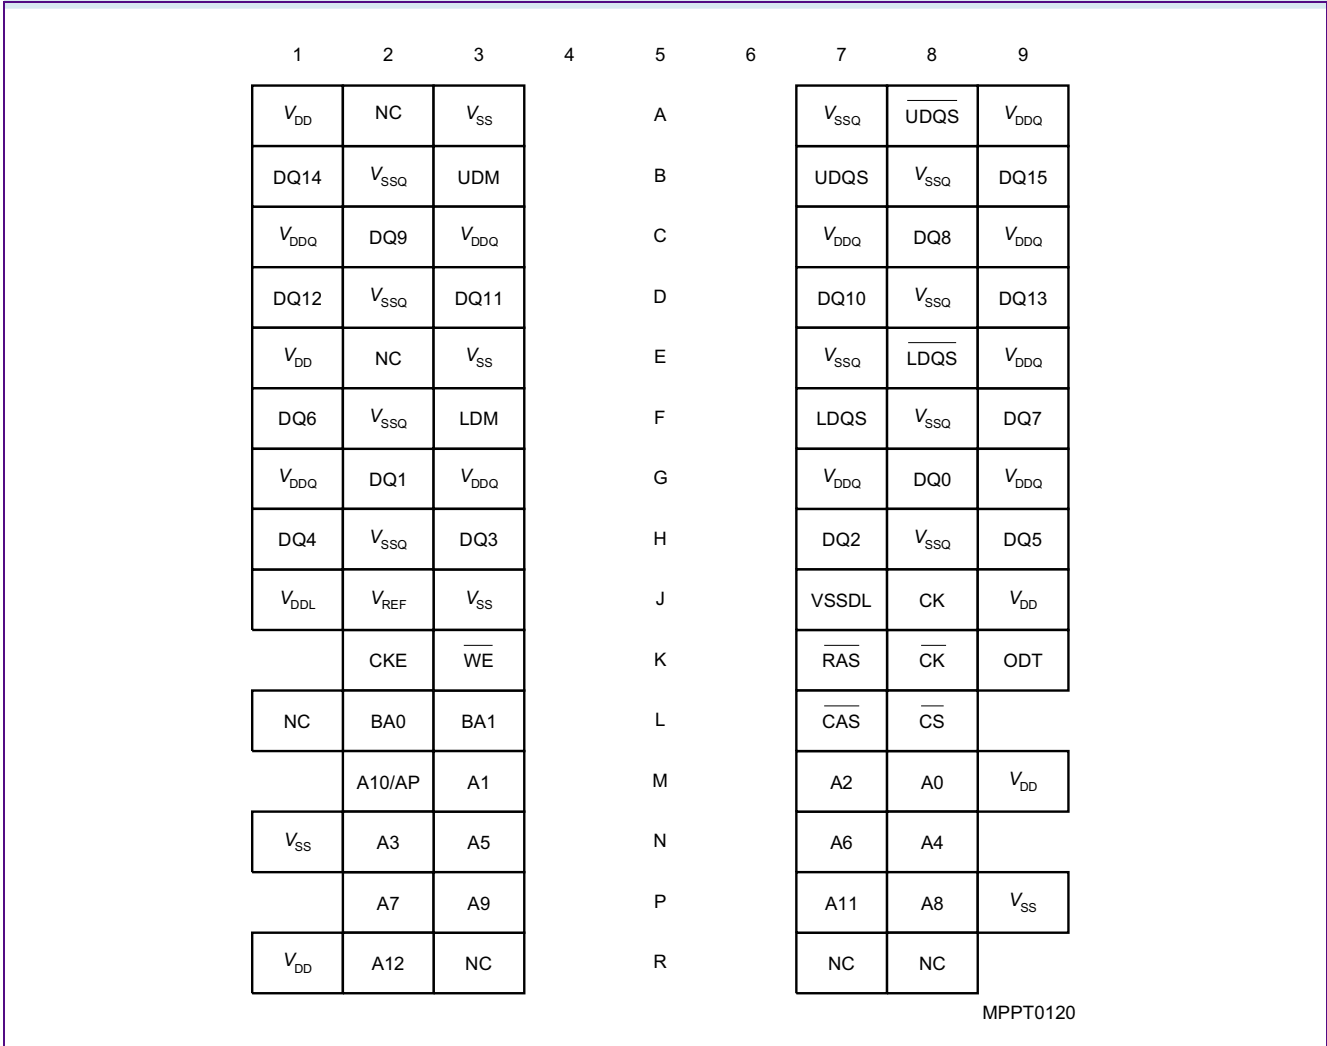 1 2 3 4 5 6 7 8 9
VDD NC VSS A VSSQ UDQS VDDQ
DQ14 VSSQ UDM B UDQS VSSQ DQ15
VDDQ DQ9 VDDQ C VDDQ DQ8 VDDQ
DQ12 VSSQ DQ11 D DQ10 VSSQ DQ13
VDD NC VSS E VSSQ LDQS VDDQ
DQ6 VSSQ LDM F LDQS VSSQ DQ7
VDDQ DQ1 VDDQ G VDDQ DQ0 VDDQ
DQ4 VSSQ DQ3 H DQ2 VSSQ DQ5
VDDL VREF VSS J VSSDL CK VDD
CKE WE K RAS CK ODT
NC BA0 BA1 L CAS CS
A10/AP A1 M A2 A0 VDD
VSS A3 A5 N A6 A4
A7 A9 P A11 A8 VSS
VDD A12 NC R NC NC
MPPT0120